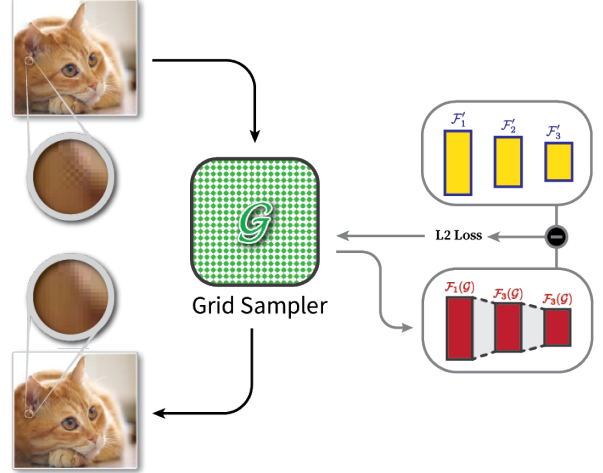 𝓕′₁ 𝓕′₂ 𝓕′₃
𝒢
L2 Loss
Grid Sampler
𝓕₁(𝒢) 𝓕₃(𝒢) 𝓕₃(𝒢)